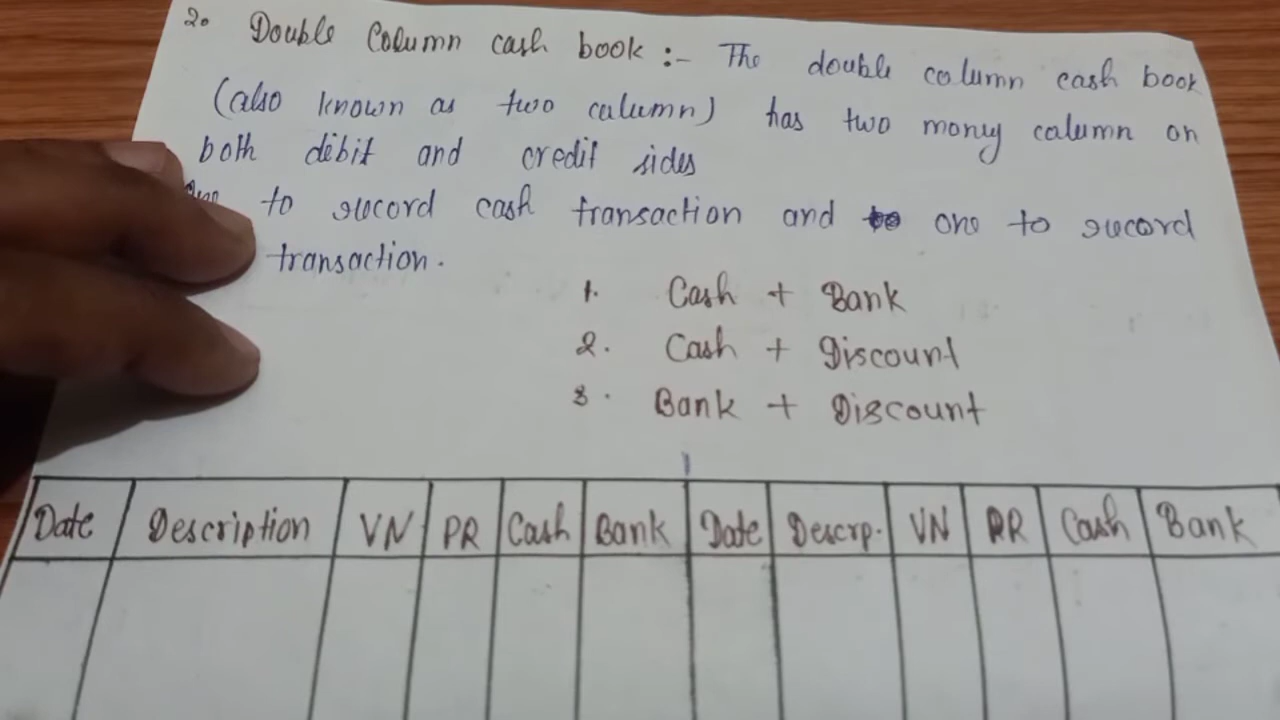 2. Double Column cash book :- The double column cash book
(also known as two calumn) has two mony calumn on
both debit and credit sides
to record cash transaction and one to record
transaction.
1. Cash + Bank
2. Cash + Discount
3. Bank + Discount
Date Description VN PR Cash Bank Date Descrp. VN PR Cash Bank